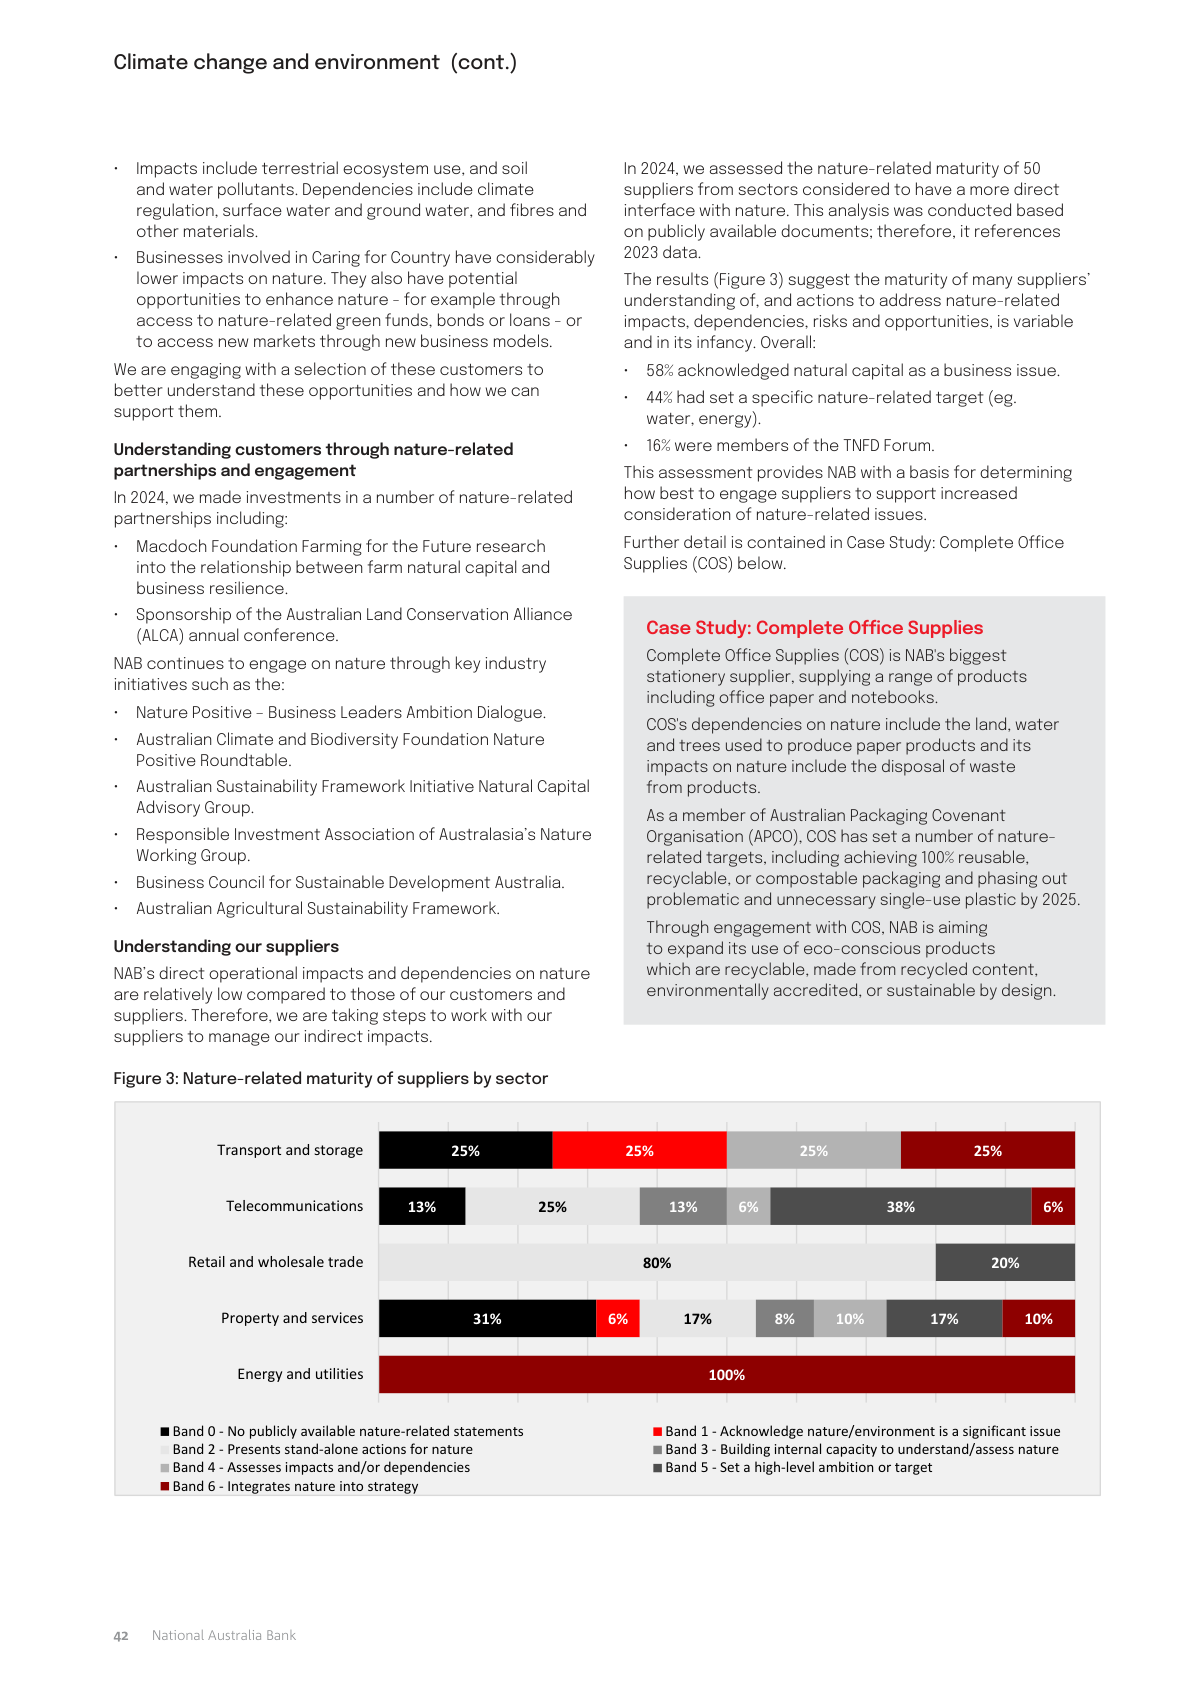 Climate change and environment (cont.)
• Impacts include terrestrial ecosystem use, and soil
and water pollutants. Dependencies include climate
regulation, surface water and ground water, and fibres and
other materials.
• Businesses involved in Caring for Country have considerably
lower impacts on nature. They also have potential
opportunities to enhance nature - for example through
access to nature-related green funds, bonds or loans - or
to access new markets through new business models.
We are engaging with a selection of these customers to
better understand these opportunities and how we can
support them.
Understanding customers through nature-related
partnerships and engagement
In 2024, we made investments in a number of nature-related
partnerships including:
• Macdoch Foundation Farming for the Future research
into the relationship between farm natural capital and
business resilience.
• Sponsorship of the Australian Land Conservation Alliance
(ALCA) annual conference.
NAB continues to engage on nature through key industry
initiatives such as the:
• Nature Positive – Business Leaders Ambition Dialogue.
• Australian Climate and Biodiversity Foundation Nature
Positive Roundtable.
• Australian Sustainability Framework Initiative Natural Capital
Advisory Group.
• Responsible Investment Association of Australasia’s Nature
Working Group.
• Business Council for Sustainable Development Australia.
• Australian Agricultural Sustainability Framework.
Understanding our suppliers
NAB’s direct operational impacts and dependencies on nature
are relatively low compared to those of our customers and
suppliers. Therefore, we are taking steps to work with our
suppliers to manage our indirect impacts.
In 2024, we assessed the nature-related maturity of 50
suppliers from sectors considered to have a more direct
interface with nature. This analysis was conducted based
on publicly available documents; therefore, it references
2023 data.
The results (Figure 3) suggest the maturity of many suppliers’
understanding of, and actions to address nature-related
impacts, dependencies, risks and opportunities, is variable
and in its infancy. Overall:
• 58% acknowledged natural capital as a business issue.
• 44% had set a specific nature-related target (eg.
water, energy).
• 16% were members of the TNFD Forum.
This assessment provides NAB with a basis for determining
how best to engage suppliers to support increased
consideration of nature-related issues.
Further detail is contained in Case Study: Complete Office
Supplies (COS) below.
Case Study: Complete Office Supplies
Complete Office Supplies (COS) is NAB's biggest
stationery supplier, supplying a range of products
including office paper and notebooks.
COS's dependencies on nature include the land, water
and trees used to produce paper products and its
impacts on nature include the disposal of waste
from products.
As a member of Australian Packaging Covenant
Organisation (APCO), COS has set a number of nature-
related targets, including achieving 100% reusable,
recyclable, or compostable packaging and phasing out
problematic and unnecessary single-use plastic by 2025.
Through engagement with COS, NAB is aiming
to expand its use of eco-conscious products
which are recyclable, made from recycled content,
environmentally accredited, or sustainable by design.
Figure 3: Nature-related maturity of suppliers by sector
Transport and storage 25% 25% 25% 25%
Telecommunications 13% 25% 13% 6% 38% 6%
Retail and wholesale trade 80% 20%
Property and services 31% 6% 17% 8% 10% 17% 10%
Energy and utilities 100%
Band 0 - No publicly available nature-related statements
Band 1 - Acknowledge nature/environment is a significant issue
Band 2 - Presents stand-alone actions for nature
Band 3 - Building internal capacity to understand/assess nature
Band 4 - Assesses impacts and/or dependencies
Band 5 - Set a high-level ambition or target
Band 6 - Integrates nature into strategy
42 National Australia Bank